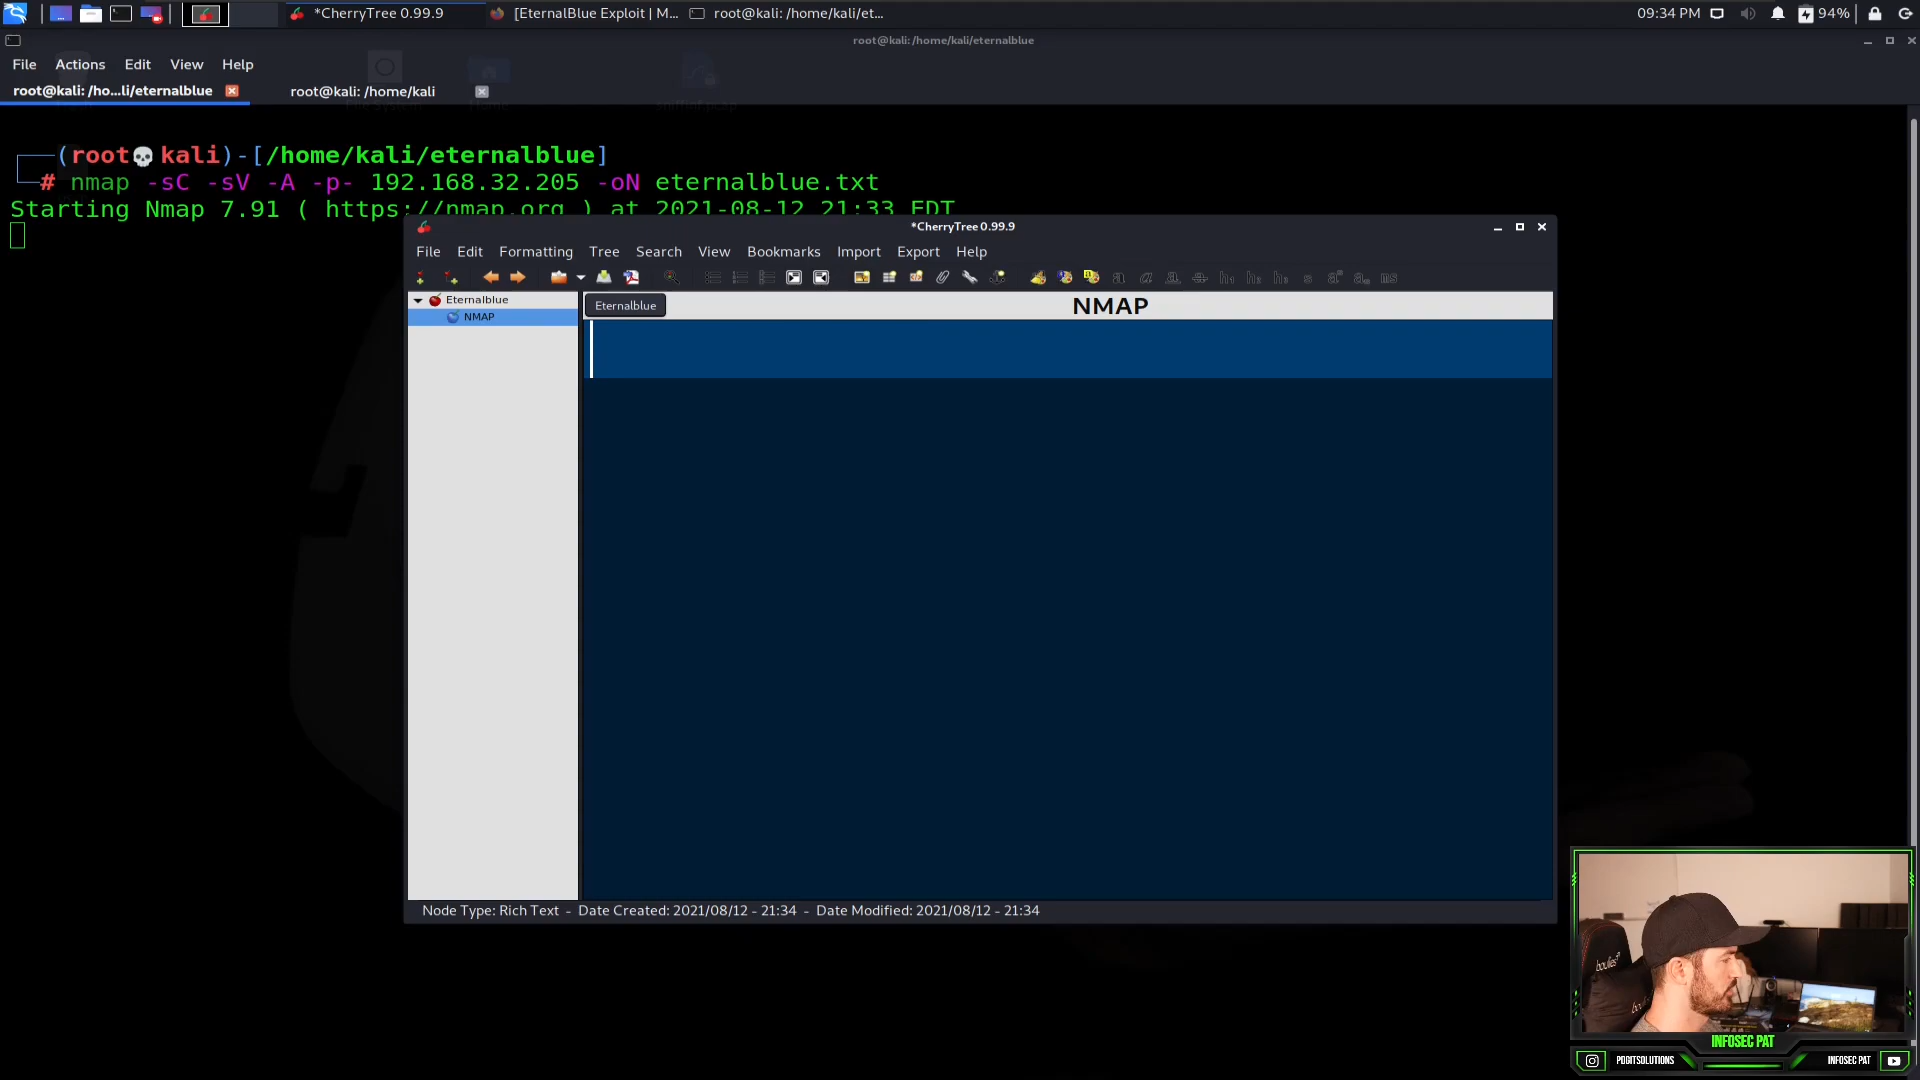 *CherryTree 0.99.9
[EternalBlue Exploit | M...
root@kali: /home/kali/et...
09:34 PM
94%
root@kali: /home/kali/eternalblue
File Actions Edit View Help
root@kali: /ho...li/eternalblue
root@kali: /home/kali
(root💀kali)-[/home/kali/eternalblue]
# nmap -sC -sV -A -p- 192.168.32.205 -oN eternalblue.txt
Starting Nmap 7.91 ( https://nmap.org ) at 2021-08-12 21:33 EDT
*CherryTree 0.99.9
File Edit Formatting Tree Search View Bookmarks Import Export Help
Eternalblue
NMAP
Eternalblue
NMAP
Node Type: Rich Text - Date Created: 2021/08/12 - 21:34 - Date Modified: 2021/08/12 - 21:34
INFOSEC PAT
PDGITSOLUTIONS
INFOSEC PAT